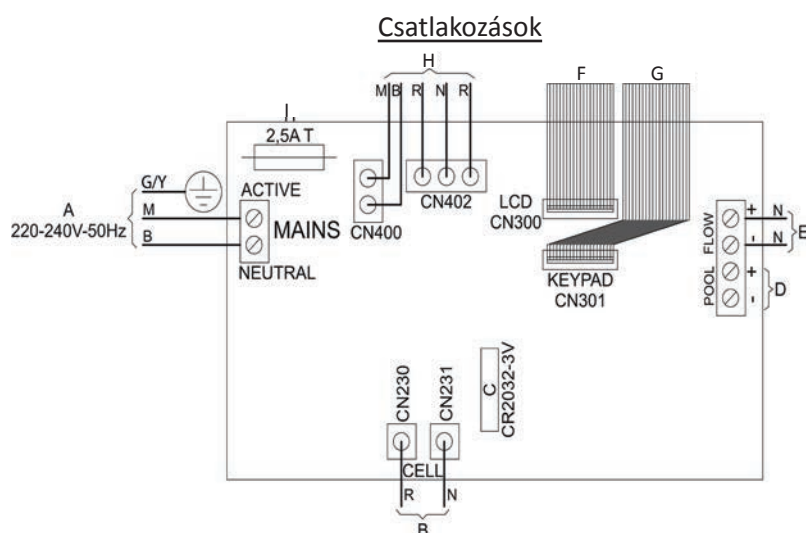 Csatlakozások
H
F G
M B R N R
J.
2,5A T
G/Y
ACTIVE
A
220-240V-50Hz
M
MAINS
B
NEUTRAL
CN400
CN402
LCD
CN300
KEYPAD
CN301
FLOW
+ N
- N
E
POOL
+
-
D
CN230
CN231
C
CR2032-3V
CELL
R N
B